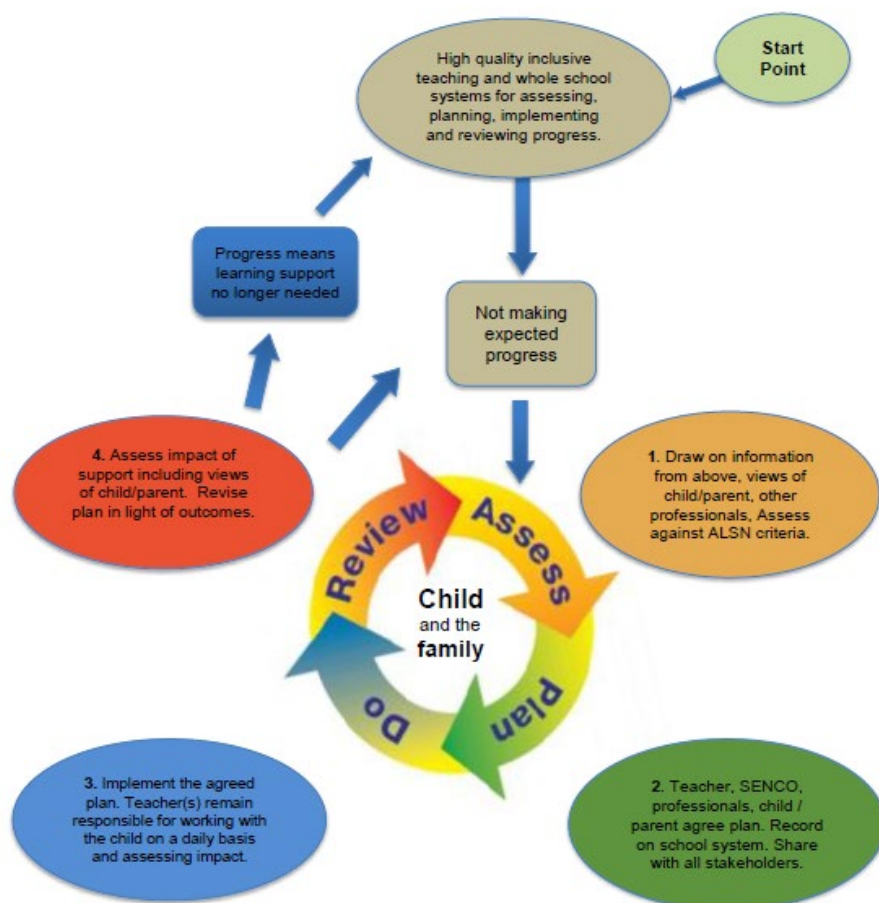 Start
Point
High quality inclusive
teaching and whole school
systems for assessing,
planning, implementing
and reviewing progress.
Progress means
learning support
no longer needed
Not making
expected
progress
4. Assess impact of
support including views
of child/parent. Revise
plan in light of outcomes.
1. Draw on information
from above, views of
child/parent, other
professionals, Assess
against ALSN criteria.
Review
Assess
Child
and the
family
Do
Plan
3. Implement the agreed
plan. Teacher(s) remain
responsible for working with
the child on a daily basis
and assessing impact.
2. Teacher, SENCO,
professionals, child /
parent agree plan. Record
on school system. Share
with all stakeholders.